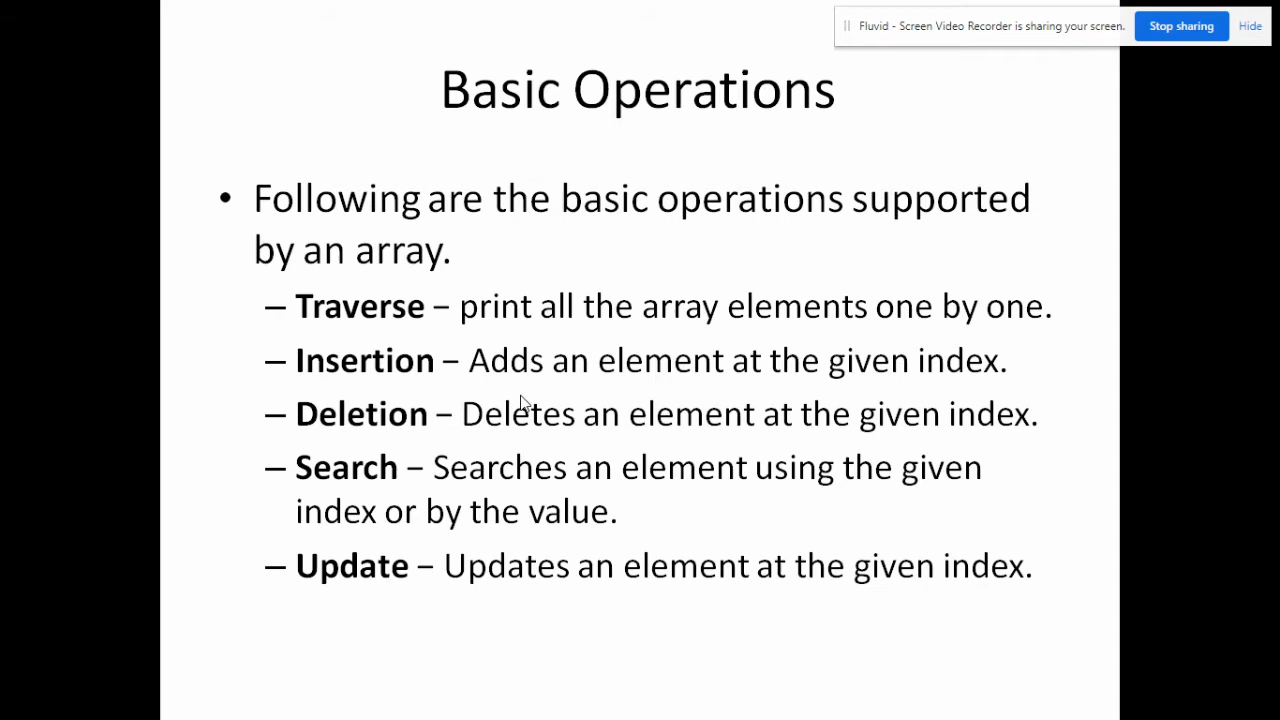 Fluvid - Screen Video Recorder is sharing your screen. Stop sharing Hide
Basic Operations
• Following are the basic operations supported
by an array.
– Traverse − print all the array elements one by one.
– Insertion − Adds an element at the given index.
– Deletion − Deletes an element at the given index.
– Search − Searches an element using the given
index or by the value.
– Update − Updates an element at the given index.